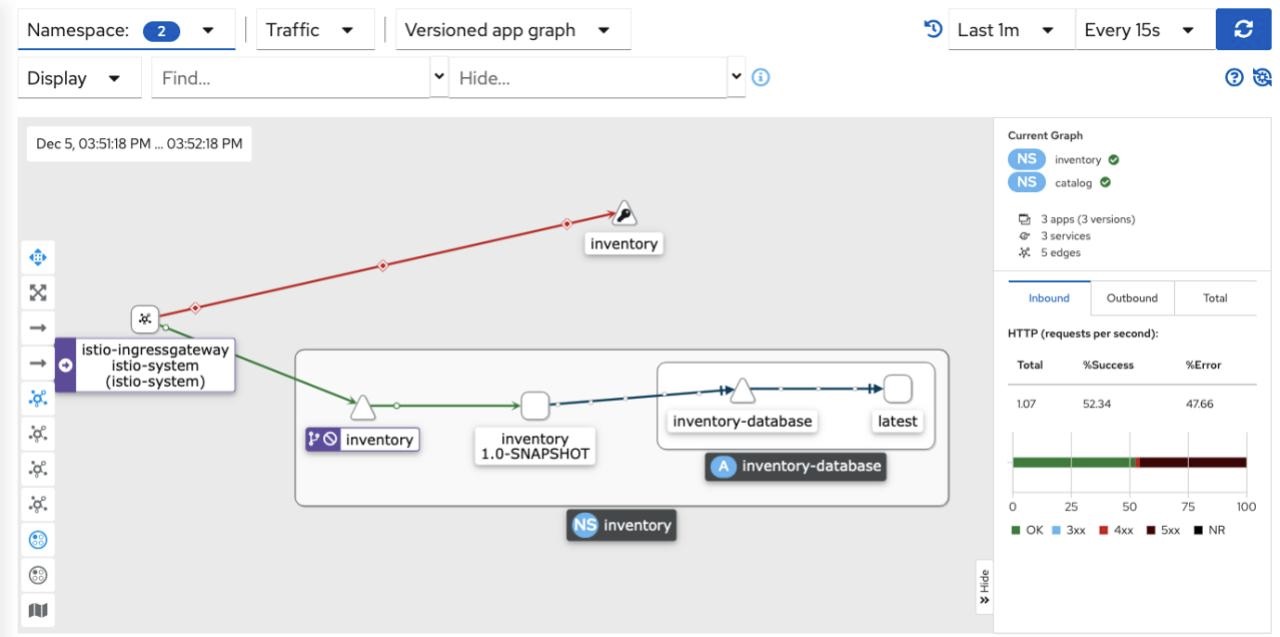 Namespace: 2
Traffic
Versioned app graph
Last 1m
Every 15s
Display
Find...
Hide...
Dec 5, 03:51:18 PM ... 03:52:18 PM
inventory
istio-ingressgateway
istio-system
(istio-system)
inventory
inventory
1.0-SNAPSHOT
inventory-database
latest
A inventory-database
NS inventory
Hide
Current Graph
NS inventory
NS catalog
3 apps (3 versions)
3 services
5 edges
Inbound
Outbound
Total
HTTP (requests per second):
Total %Success %Error
1.07 52.34 47.66
0 25 50 75 100
OK 3xx 4xx 5xx NR